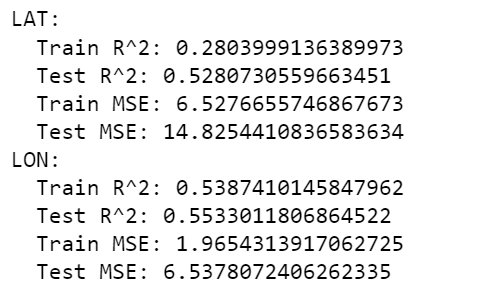 LAT:
Train R^2: 0.2803999136389973
Test R^2: 0.5280730559663451
Train MSE: 6.5276655746867673
Test MSE: 14.8254410836583634
LON:
Train R^2: 0.5387410145847962
Test R^2: 0.5533011806864522
Train MSE: 1.9654313917062725
Test MSE: 6.5378072406262335